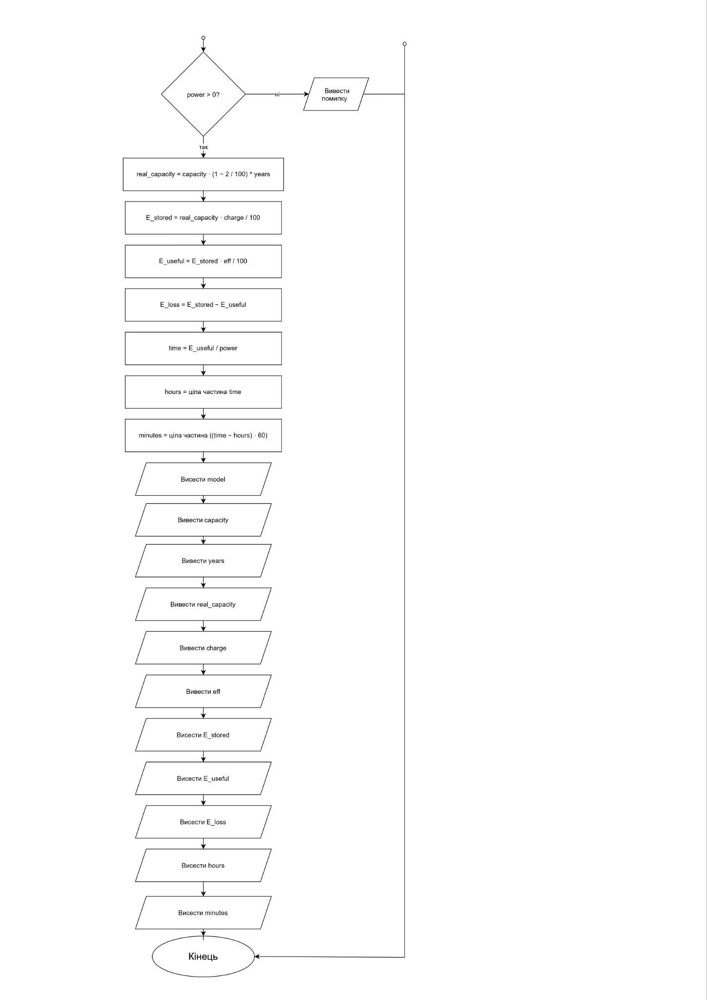 power > 0?
ні
Вивести
помилку
так
real_capacity = capacity · (1 − 2 / 100) ^ years
E_stored = real_capacity · charge / 100
E_useful = E_stored · eff / 100
E_loss = E_stored − E_useful
time = E_useful / power
hours = ціла частина time
minutes = ціла частина ((time − hours) · 60)
Висести model
Вивести capacity
Вивести years
Вивести real_capacity
Вивести charge
Вивести eff
Висести E_stored
Висести E_useful
Висести E_loss
Висести hours
Висести minutes
Кінець